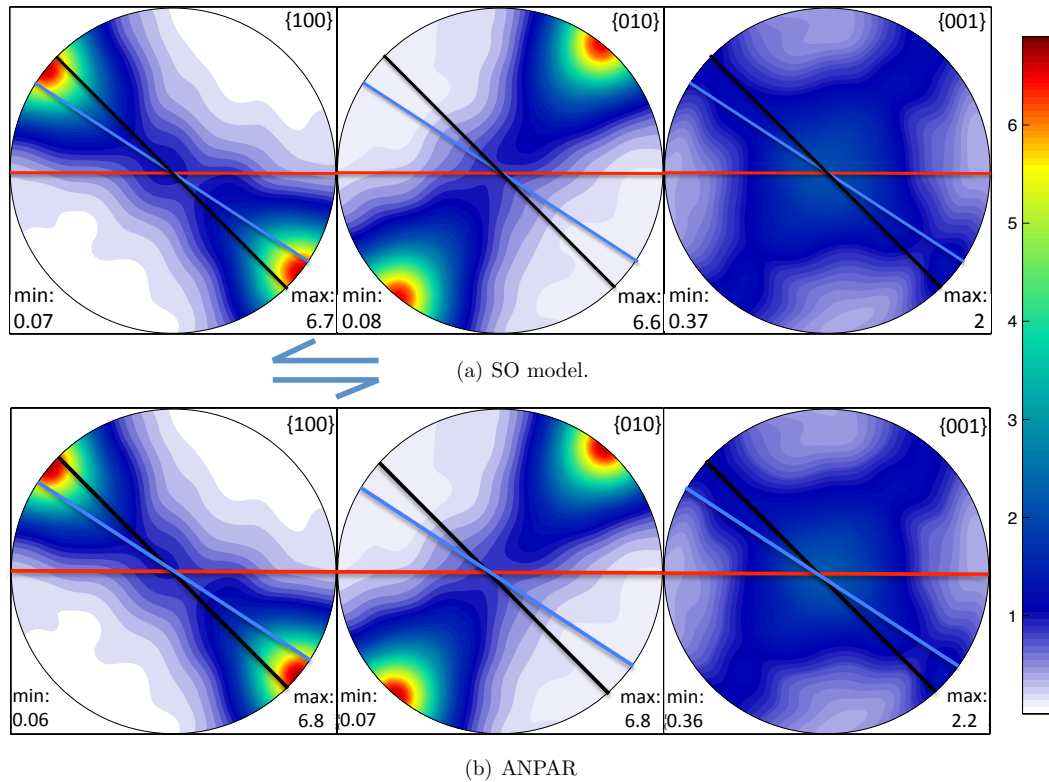 {100} {010} {001}
min: max: min: max: min: max:
0.07 6.7 0.08 6.6 0.37 2
(a) SO model.
{100} {010} {001}
min: max: min: max: min: max:
0.06 6.8 0.07 6.8 0.36 2.2
(b) ANPAR
6
5
4
3
2
1